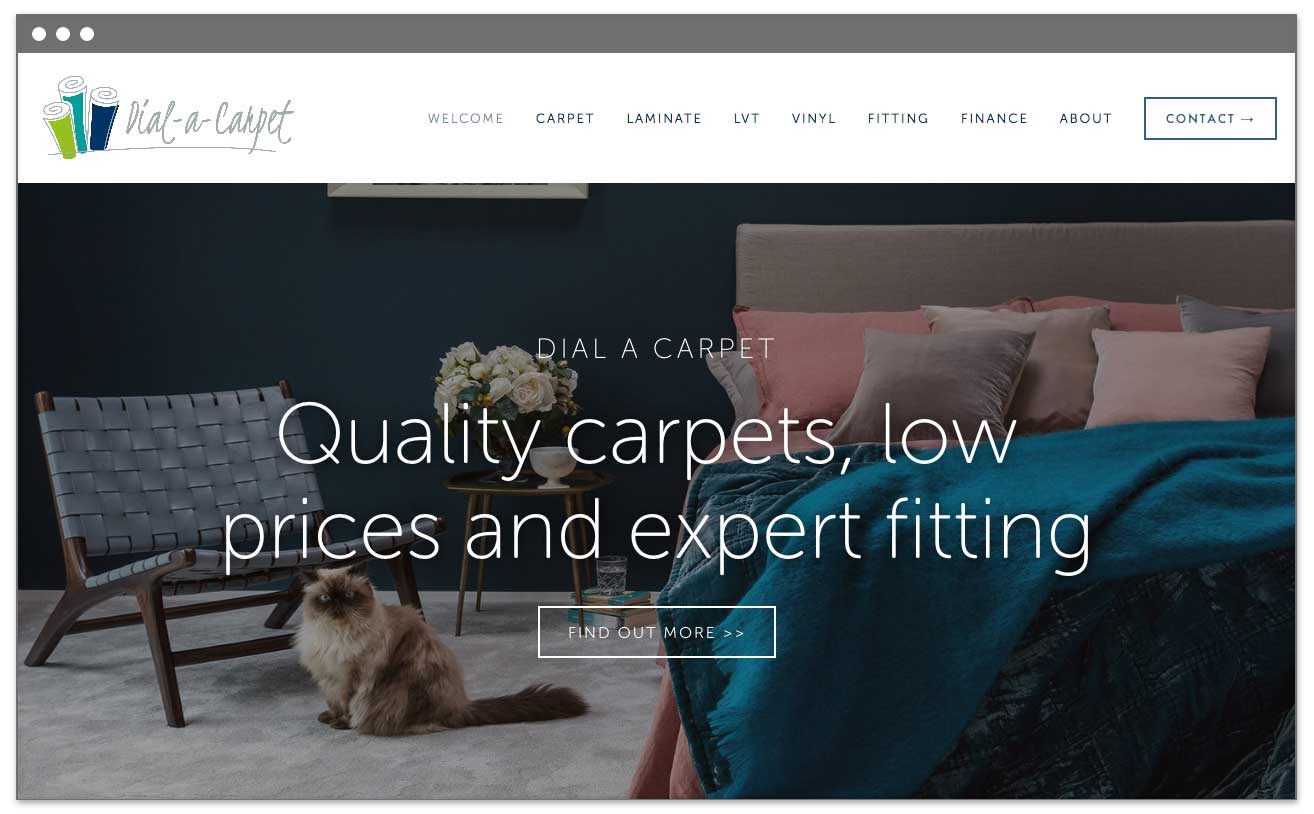 Dial-a-Carpet
WELCOME CARPET LAMINATE LVT VINYL FITTING FINANCE ABOUT CONTACT →
DIAL A CARPET
Quality carpets, low
prices and expert fitting
FIND OUT MORE >>